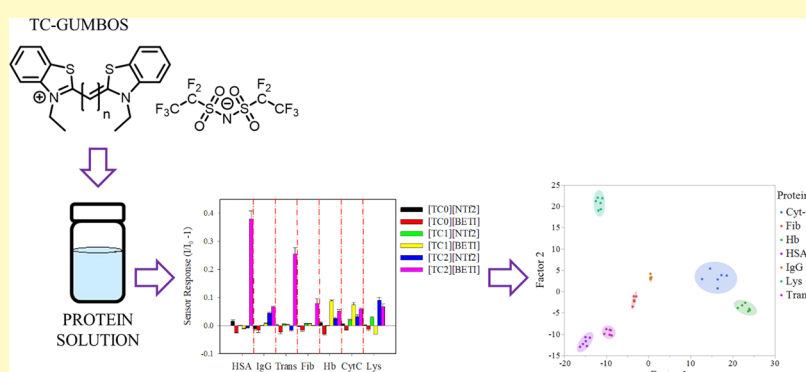 TC-GUMBOS
S
S
N
N
n
F2
F2
F3C
C
C
CF3
S
S
O
O
O
O
N
PROTEIN
SOLUTION
Sensor Response (I/I0 -1)
0.4
0.3
0.2
0.1
0.0
-0.1
HSA IgG Trans Fib Hb CytC Lys
[TC0][NTf2]
[TC0][BETI]
[TC1][NTf2]
[TC1][BETI]
[TC2][NTf2]
[TC2][BETI]
Factor 2
25
20
15
10
5
0
-5
-10
-15
-20 -10 0 10 20 30
Protein
Cyt-
Fib
Hb
HSA
IgG
Lys
Tran